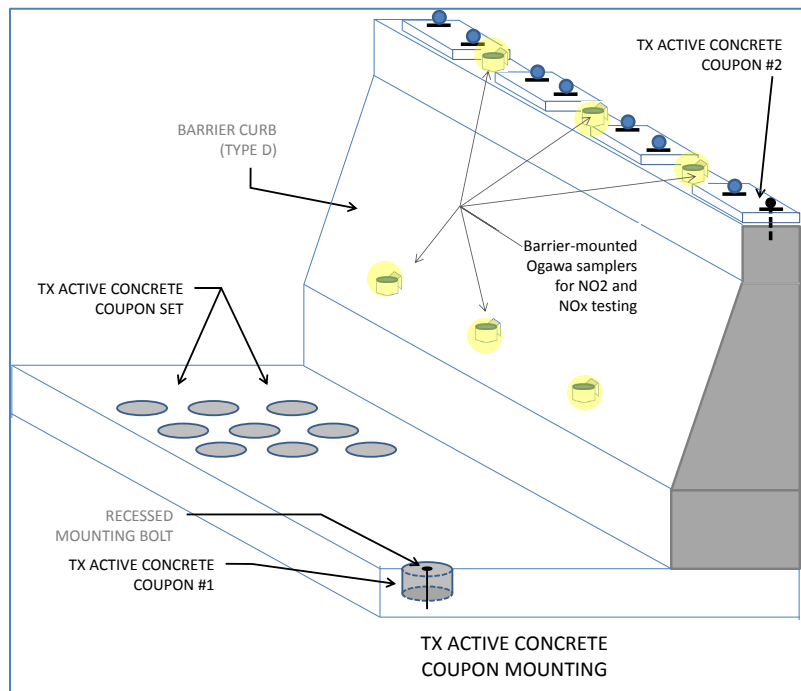 TX ACTIVE CONCRETE
COUPON #2
BARRIER CURB
(TYPE D)
Barrier-mounted
Ogawa samplers
for NO2 and
NOx testing
TX ACTIVE CONCRETE
COUPON SET
RECESSED
MOUNTING BOLT
TX ACTIVE CONCRETE
COUPON #1
TX ACTIVE CONCRETE
COUPON MOUNTING